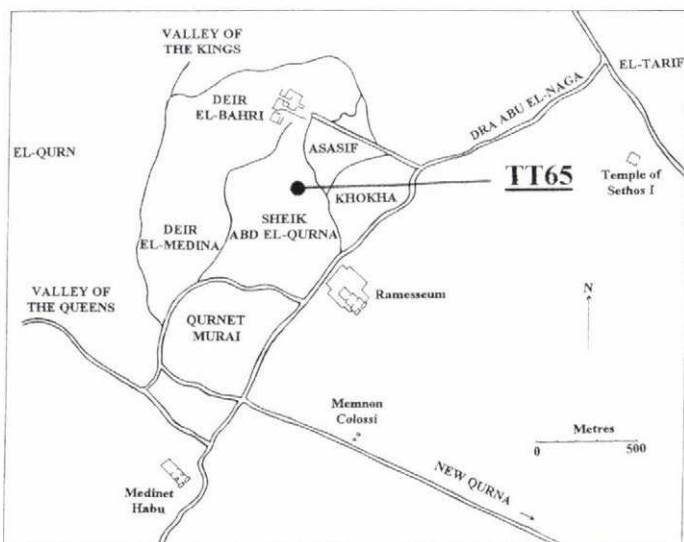 VALLEY OF
THE KINGS
EL-TARIF
DEIR
EL-BAHRI
DRA ABU EL-NAGA
ASASIF
EL-QURN
TT65
Temple of
Sethos I
KHOKHA
SHEIK
ABD EL-QURNA
DEIR
EL-MEDINA
VALLEY OF
THE QUEENS
Ramesseum
N
QURNET
MURAI
Memnon
Colossi
Metres
0 500
NEW QURNA
Medinet
Habu